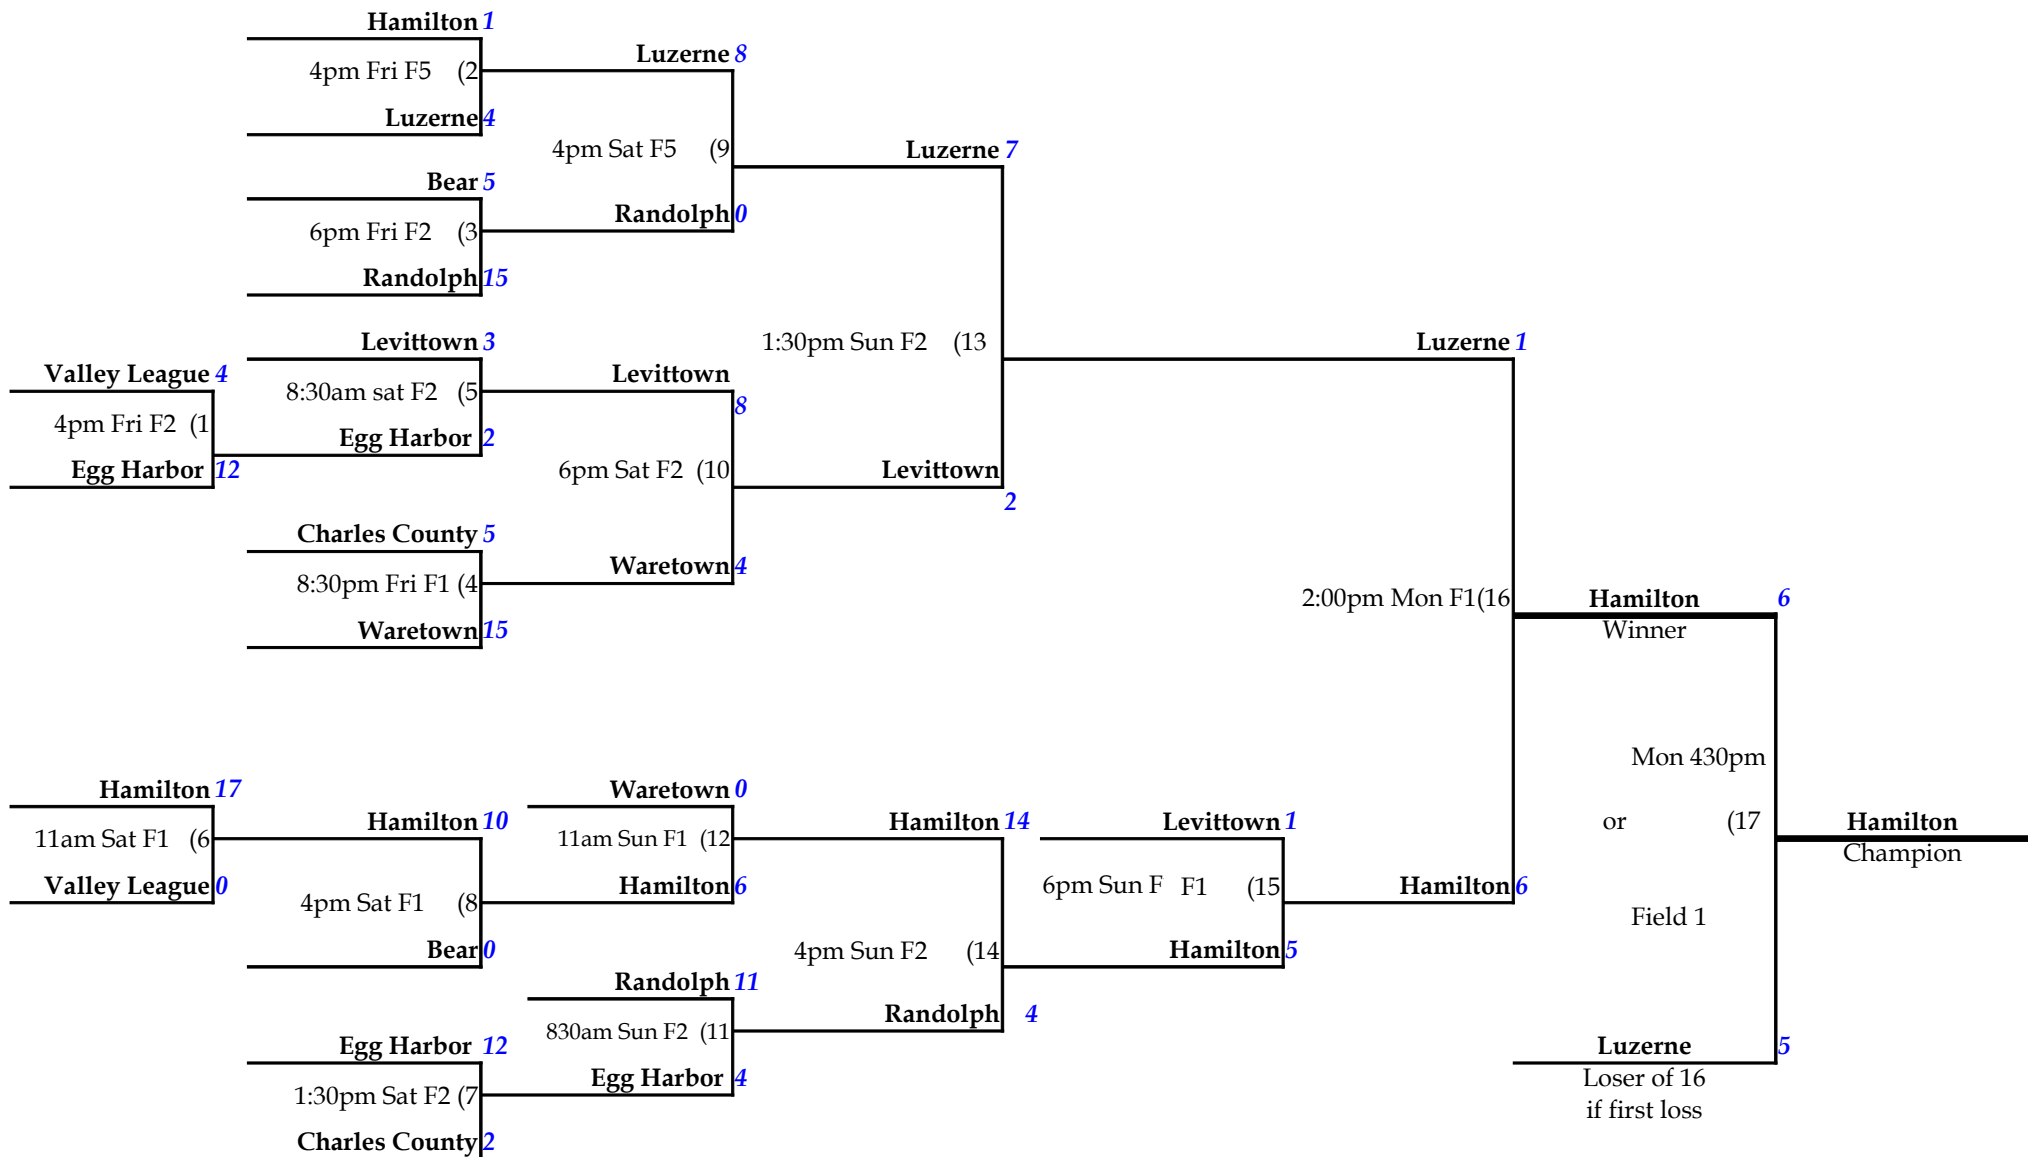 Hamilton 1
4pm Fri F5 (2
Luzerne 4
Luzerne 8
4pm Sat F5 (9
Bear 5
6pm Fri F2 (3
Randolph 15
Randolph 0
Luzerne 7
Levittown 3
8:30am sat F2 (5
Valley League 4
4pm Fri F2 (1
Egg Harbor 12
Egg Harbor 2
Levittown
8
6pm Sat F2 (10
Charles County 5
8:30pm Fri F1 (4
Waretown 15
Waretown 4
1:30pm Sun F2 (13
Levittown
2
Luzerne 1
2:00pm Mon F1(16
Hamilton 6
Winner
Hamilton 17
11am Sat F1 (6
Valley League 0
Hamilton 10
4pm Sat F1 (8
Bear 0
Waretown 0
11am Sun F1 (12
Hamilton 6
Hamilton 14
4pm Sun F2 (14
Randolph 11
830am Sun F2 (11
Egg Harbor 4
Randolph 4
Egg Harbor 12
1:30pm Sat F2 (7
Charles County 2
Levittown 1
6pm Sun F F1 (15
Hamilton 5
Hamilton 6
Mon 430pm
or (17
Field 1
Hamilton
Champion
Luzerne 5
Loser of 16
if first loss